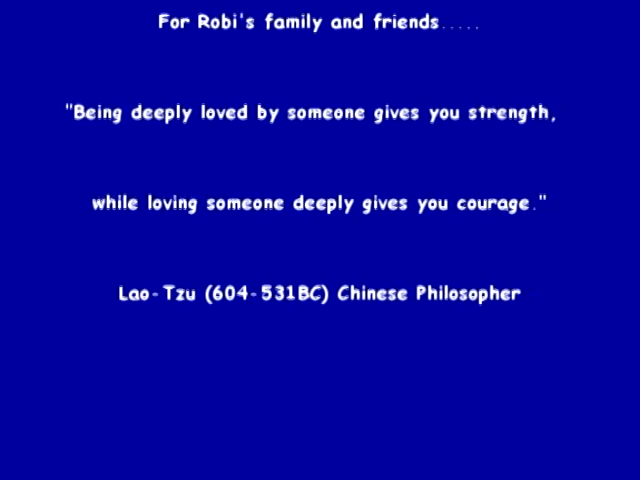 For Robi's family and friends.....
"Being deeply loved by someone gives you strength,
while loving someone deeply gives you courage."
Lao-Tzu (604-531BC) Chinese Philosopher